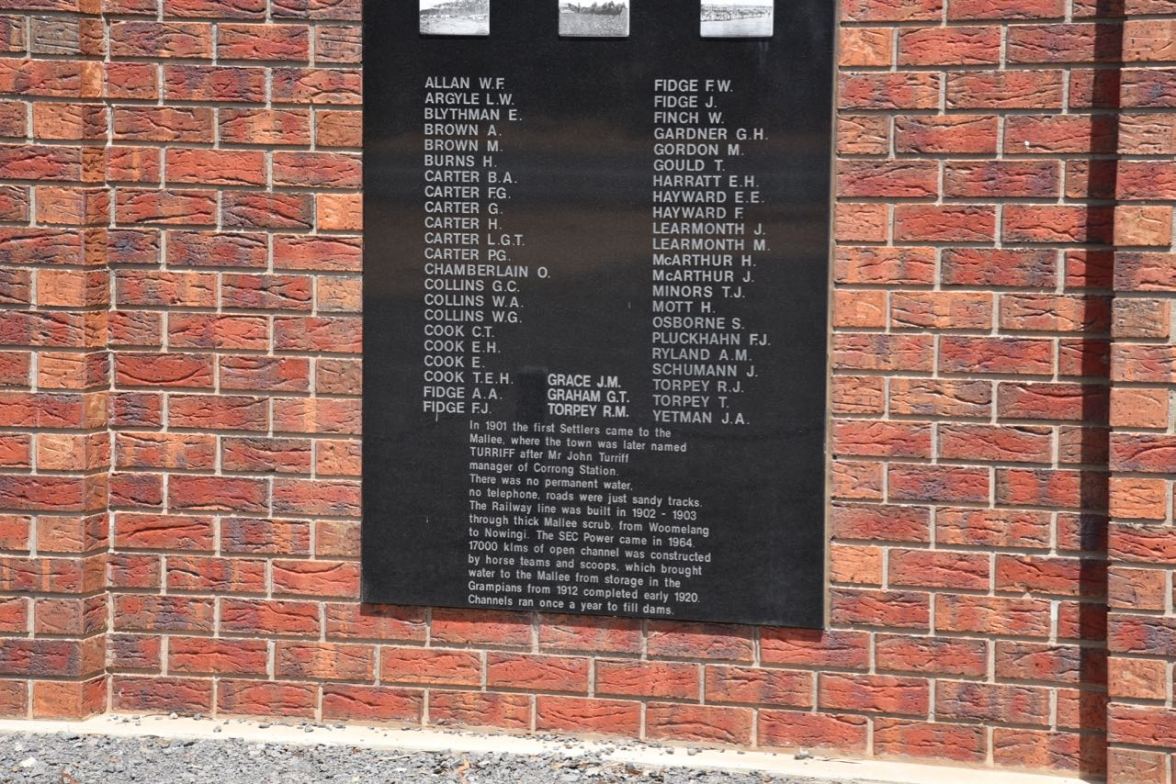 ALLAN W.F.
ARGYLE L.W.
BLYTHMAN E.
BROWN A.
BROWN M.
BURNS H.
CARTER B.A.
CARTER F.G.
CARTER G.
CARTER H.
CARTER L.G.T.
CARTER P.G.
CHAMBERLAIN O.
COLLINS G.C.
COLLINS W.A.
COLLINS W.G.
COOK C.T.
COOK E.H.
COOK E.
COOK T.E.H.
FIDGE A.A.
FIDGE F.J.
GRACE J.M.
GRAHAM G.T.
TORPEY R.M.
FIDGE F.W.
FIDGE J.
FINCH W.
GARDNER G.H.
GORDON M.
GOULD T.
HARRATT E.H.
HAYWARD E.E.
HAYWARD F.
LEARMONTH J.
LEARMONTH M.
McARTHUR H.
McARTHUR J.
MINORS T.J.
MOTT H.
OSBORNE S.
PLUCKHAHN F.J.
RYLAND A.M.
SCHUMANN J.
TORPEY R.J.
TORPEY T.
YETMAN J.A.
In 1901 the first Settlers came to the
Mallee, where the town was later named
TURRIFF after Mr John Turriff
manager of Corrong Station.
There was no permanent water,
no telephone, roads were just sandy tracks.
The Railway line was built in 1902 - 1903
through thick Mallee scrub, from Woomelang
to Nowingi. The SEC Power came in 1964.
17000 klms of open channel was constructed
by horse teams and scoops, which brought
water to the Mallee from storage in the
Grampians from 1912 completed early 1920.
Channels ran once a year to fill dams.